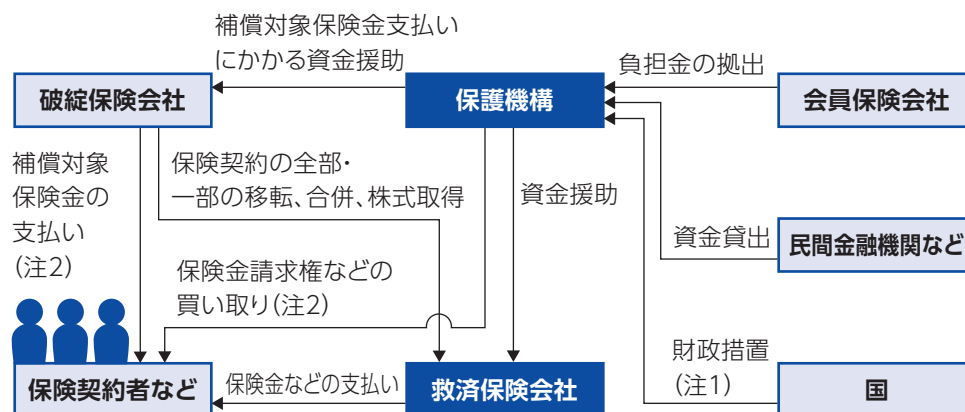 補償対象保険金支払い
にかかる資金援助
負担金の拠出
破綻保険会社
保護機構
会員保険会社
補償対象
保険金の
支払い
(注2)
保険契約の全部・
一部の移転、合併、株式取得
資金援助
資金貸出
民間金融機関など
保険金請求権などの
買い取り(注2)
財政措置
(注1)
保険契約者など
保険金などの支払い
救済保険会社
国